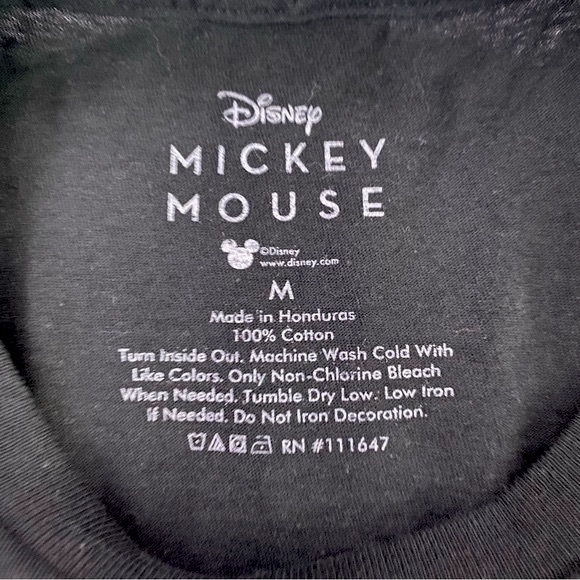 Disney
MICKEY
MOUSE
©Disney
www.disney.com
M
Made in Honduras
100% Cotton
Turn Inside Out. Machine Wash Cold With
Like Colors. Only Non-Chlorine Bleach
When Needed. Tumble Dry Low. Low Iron
If Needed. Do Not Iron Decoration.
RN #111647